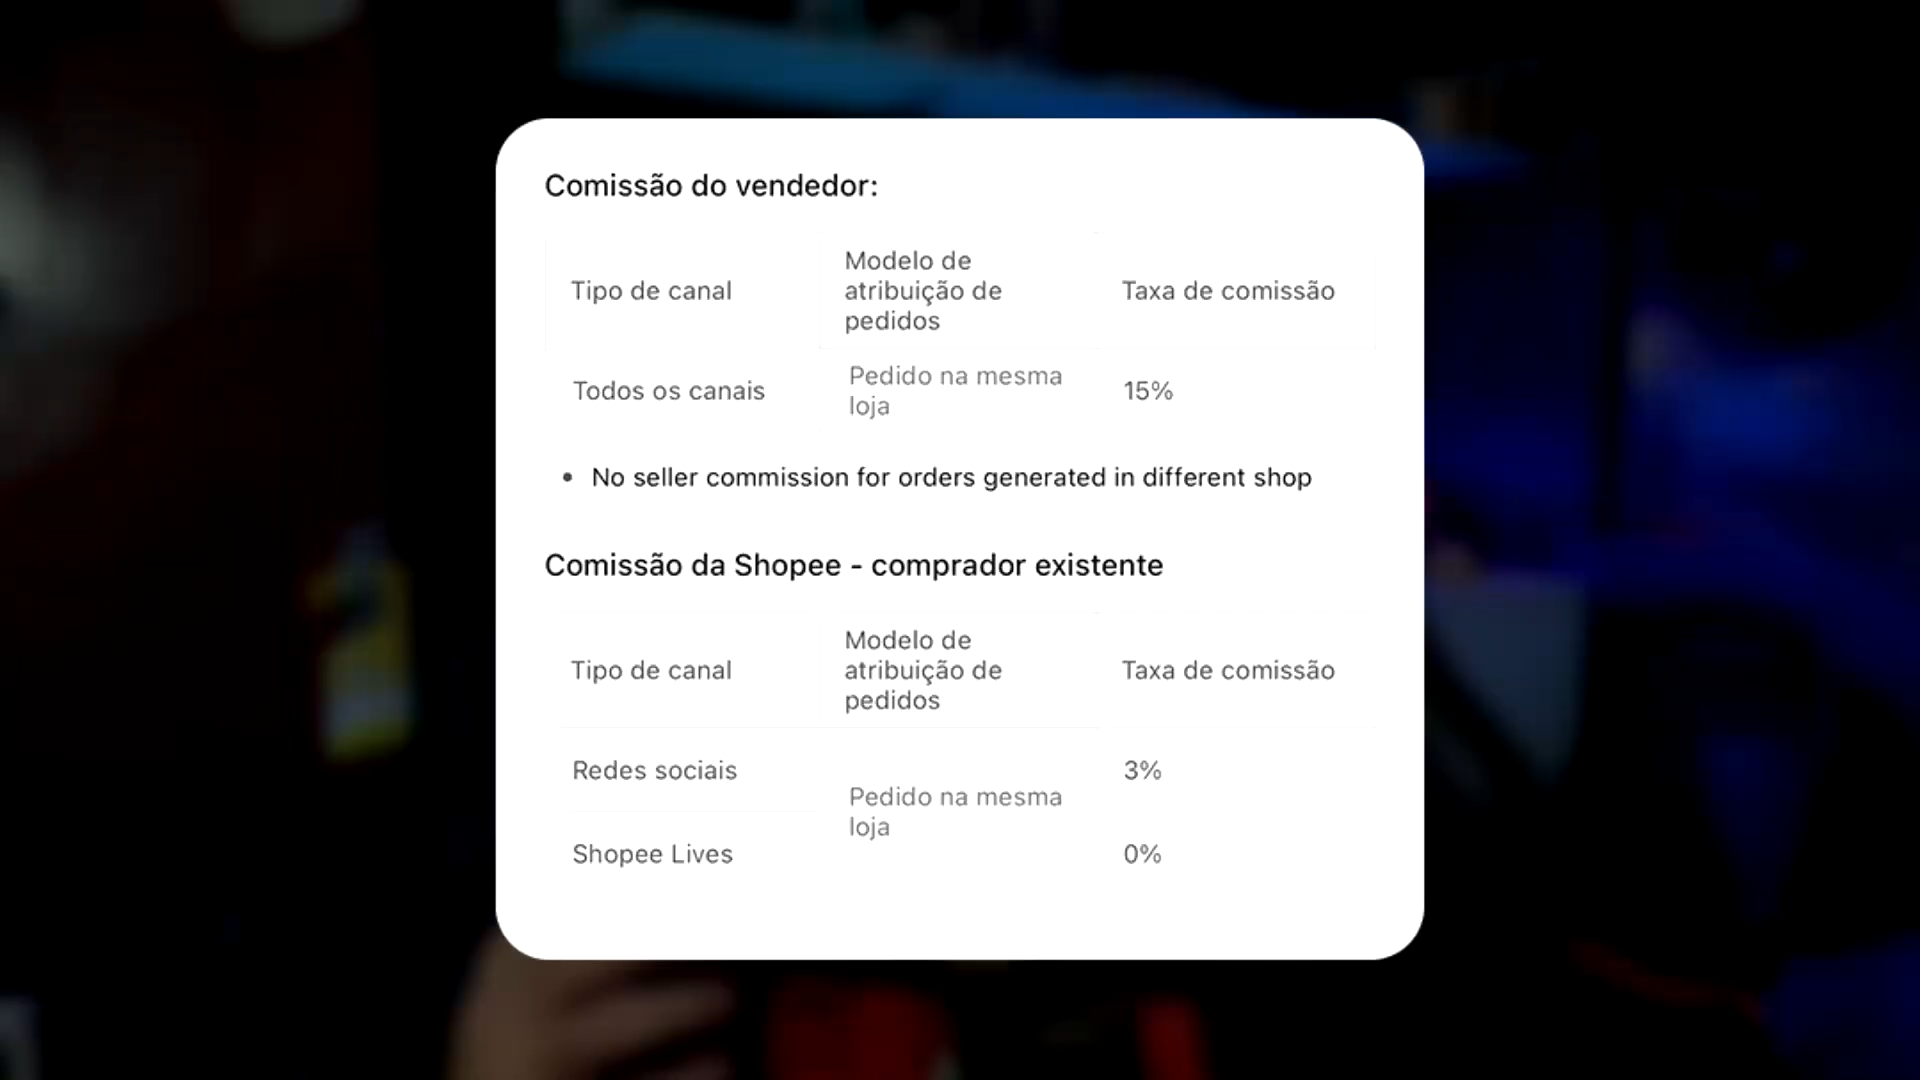 Comissão do vendedor:
Tipo de canal
Modelo de
atribuição de
pedidos
Taxa de comissão
Todos os canais
Pedido na mesma
loja
15%
• No seller commission for orders generated in different shop
Comissão da Shopee - comprador existente
Tipo de canal
Modelo de
atribuição de
pedidos
Taxa de comissão
Redes sociais
3%
Pedido na mesma
loja
Shopee Lives
0%